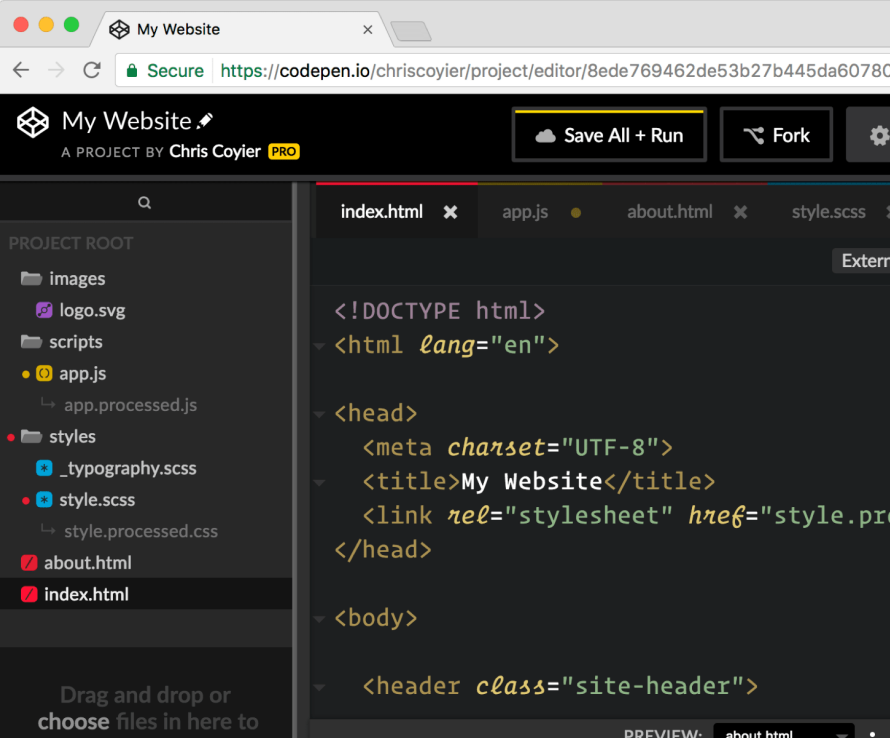 My Website
Secure https://codepen.io/chriscoyier/project/editor/8ede769462de53b27b445da60780
My Website
A PROJECT BY Chris Coyier PRO
Save All + Run
Fork
PROJECT ROOT
images
logo.svg
scripts
app.js
app.processed.js
styles
_typography.scss
style.scss
style.processed.css
about.html
index.html
Drag and drop or
choose files in here to
index.html
app.js
about.html
style.scss
Extern
<!DOCTYPE html>
<html lang="en">
<head>
<meta charset="UTF-8">
<title>My Website</title>
<link rel="stylesheet" href="style.pro
</head>
<body>
<header class="site-header">
PREVIEW: about.html